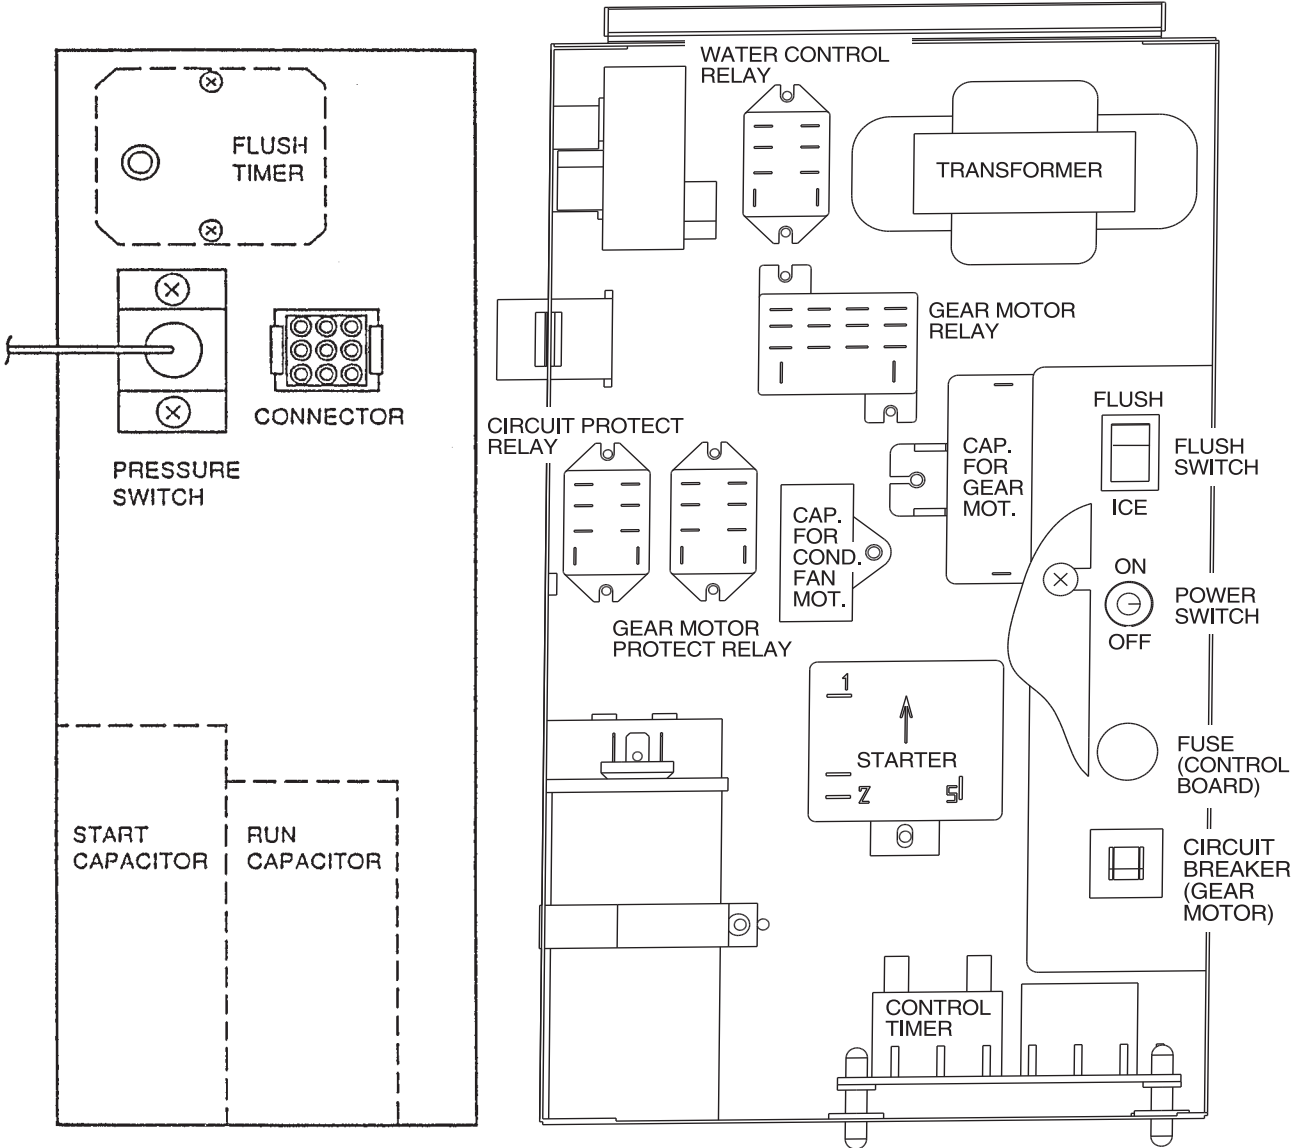 FLUSH
TIMER
CONNECTOR
PRESSURE
SWITCH
START
CAPACITOR
RUN
CAPACITOR
WATER CONTROL
RELAY
TRANSFORMER
GEAR MOTOR
RELAY
CIRCUIT PROTECT
RELAY
CAP.
FOR
GEAR
MOT.
FLUSH
FLUSH
SWITCH
ICE
CAP.
FOR
COND.
FAN
MOT.
ON
POWER
SWITCH
OFF
GEAR MOTOR
PROTECT RELAY
1
STARTER
2
5
FUSE
(CONTROL
BOARD)
CIRCUIT
BREAKER
(GEAR
MOTOR)
CONTROL
TIMER